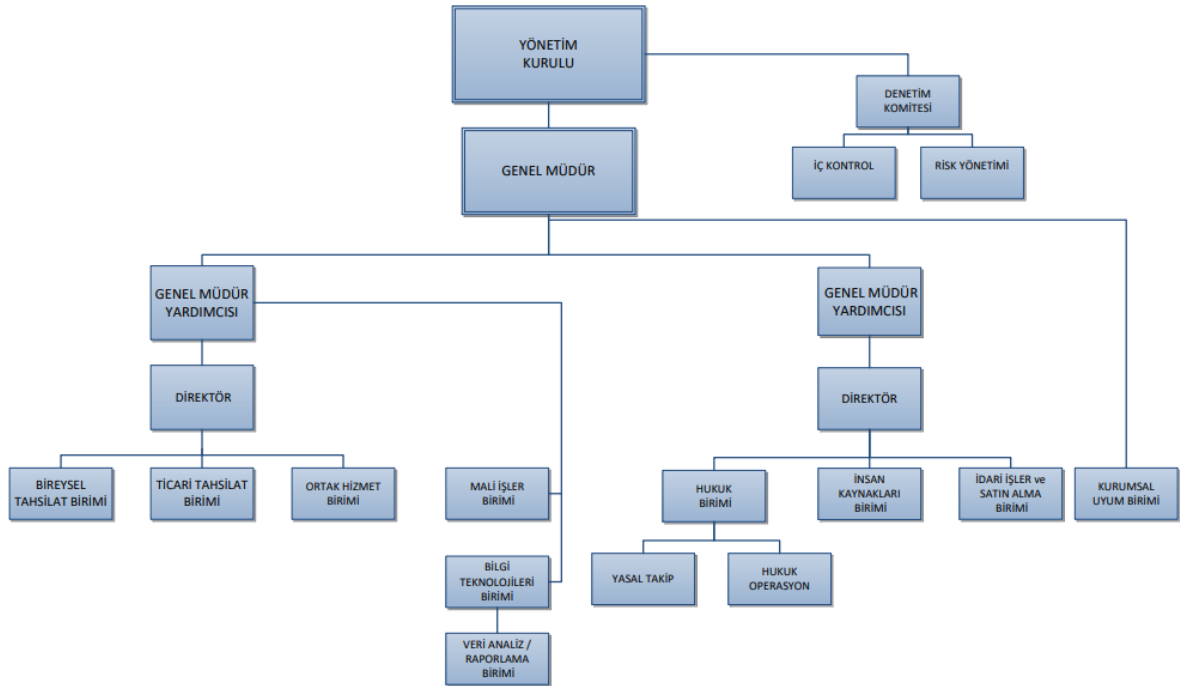 YÖNETİM
KURULU
DENETİM
KOMİTESİ
GENEL MÜDÜR
İÇ KONTROL
RİSK YÖNETİMİ
GENEL MÜDÜR
YARDIMCISI
GENEL MÜDÜR
YARDIMCISI
DİREKTÖR
DİREKTÖR
BİREYSEL
TAHSİLAT BİRİMİ
TİCARİ TAHSİLAT
BİRİMİ
ORTAK HİZMET
BİRİMİ
MALİ İŞLER
BİRİMİ
HUKUK
BİRİMİ
İNSAN
KAYNAKLARI
BİRİMİ
İDARİ İŞLER ve
SATIN ALMA
BİRİMİ
KURUMSAL
UYUM BİRİMİ
BİLGİ
TEKNOLOJİLERİ
BİRİMİ
YASAL TAKİP
HUKUK
OPERASYON
VERİ ANALİZ /
RAPORLAMA
BİRİMİ